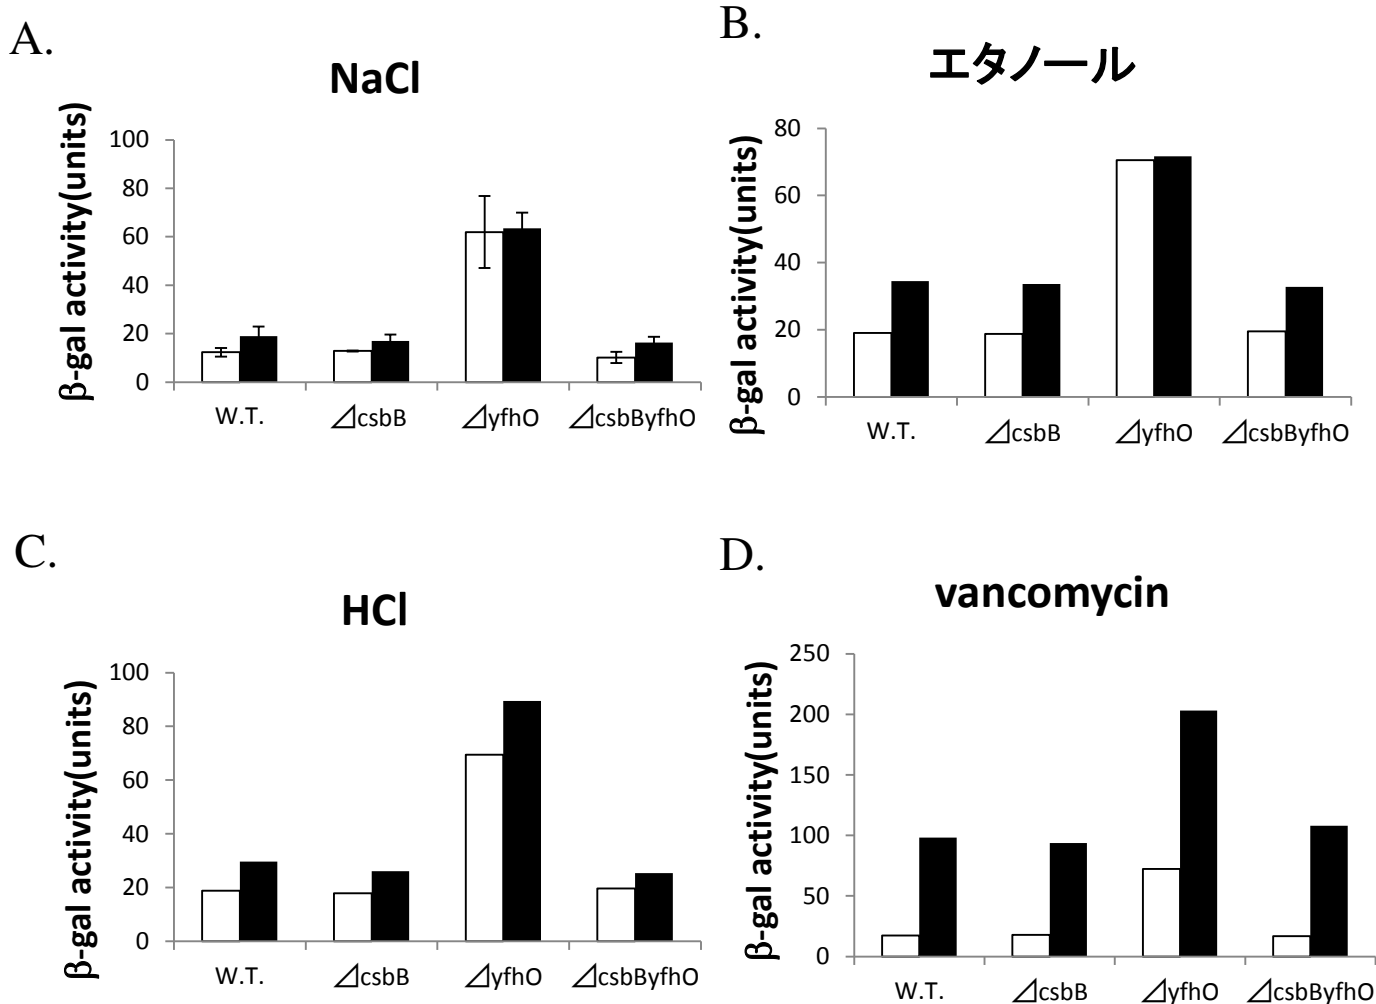 A.
NaCl
β-gal activity(units)
100
80
60
40
20
0
W.T. ⊿csbB ⊿yfhO ⊿csbByfhO
B.
エタノール
β-gal activity(units)
80
60
40
20
0
W.T. ⊿csbB ⊿yfhO ⊿csbByfhO
C.
HCl
β-gal activity(units)
100
80
60
40
20
0
W.T. ⊿csbB ⊿yfhO ⊿csbByfhO
D.
vancomycin
β-gal activity(units)
250
200
150
100
50
0
W.T. ⊿csbB ⊿yfhO ⊿csbByfhO